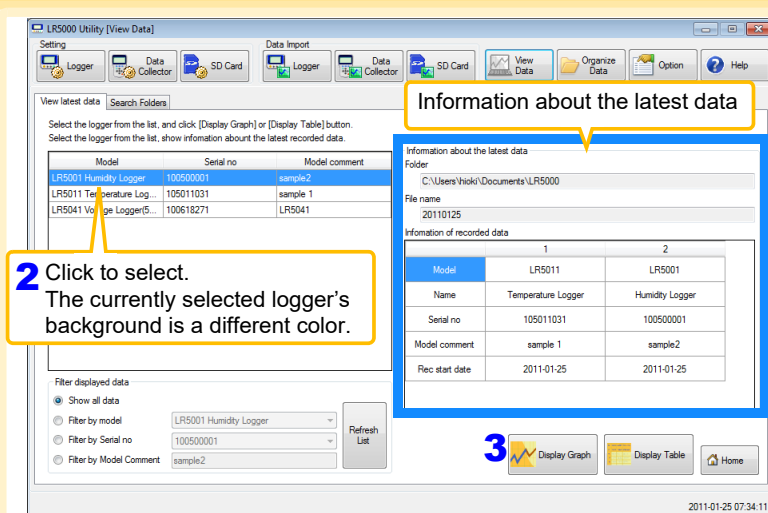 LR5000 Utility [View Data]
Setting
Data Import
Logger
Data Collector
SD Card
Logger
Data Collector
SD Card
View Data
Organize Data
Option
Help
View latest data
Search Folders
Information about the latest data
Select the logger from the list, and click [Display Graph] or [Display Table] button.
Select the logger from the list, show infomation abount the latest recorded data.
Model Serial no Model comment
LR5001 Humidity Logger 100500001 sample2
LR5011 Temperature Log... 105011031 sample 1
LR5041 Vo ge Logger(5... 100618271 LR5041
2 Click to select.
The currently selected logger's
background is a different color.
Infomation about the latest data
Folder
C:\Users\hioki\Documents\LR5000
File name
20110125
Infomation of recorded data
1 2
Model LR5011 LR5001
Name Temperature Logger Humidity Logger
Serial no 105011031 100500001
Model comment sample 1 sample2
Rec start date 2011-01-25 2011-01-25
Filter displayed data
Show all data
Filter by model LR5001 Humidity Logger
Filter by Serial no 100500001
Filter by Model Comment sample2
Refresh List
3
Display Graph
Display Table
Home
2011-01-25 07:34:11